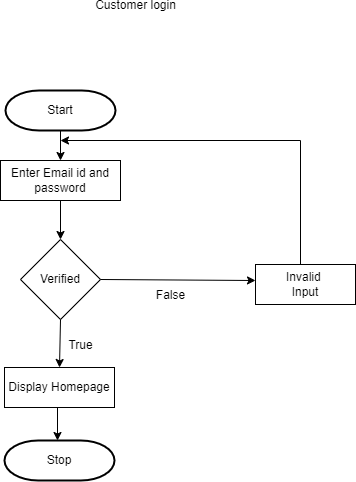 Customer login
Start
Enter Email id and
password
Verified
False
Invalid
Input
True
Display Homepage
Stop